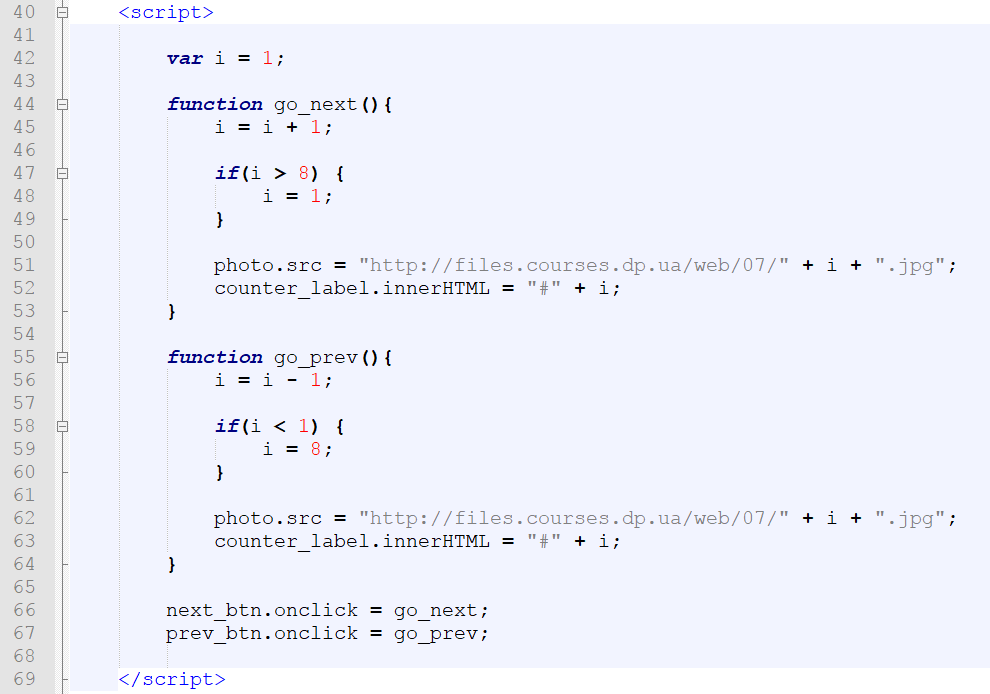 40 <script>
41
42 var i = 1;
43
44 function go_next(){
45 i = i + 1;
46
47 if(i > 8) {
48 i = 1;
49 }
50
51 photo.src = "http://files.courses.dp.ua/web/07/" + i + ".jpg";
52 counter_label.innerHTML = "#" + i;
53 }
54
55 function go_prev(){
56 i = i - 1;
57
58 if(i < 1) {
59 i = 8;
60 }
61
62 photo.src = "http://files.courses.dp.ua/web/07/" + i + ".jpg";
63 counter_label.innerHTML = "#" + i;
64 }
65
66 next_btn.onclick = go_next;
67 prev_btn.onclick = go_prev;
68
69 </script>